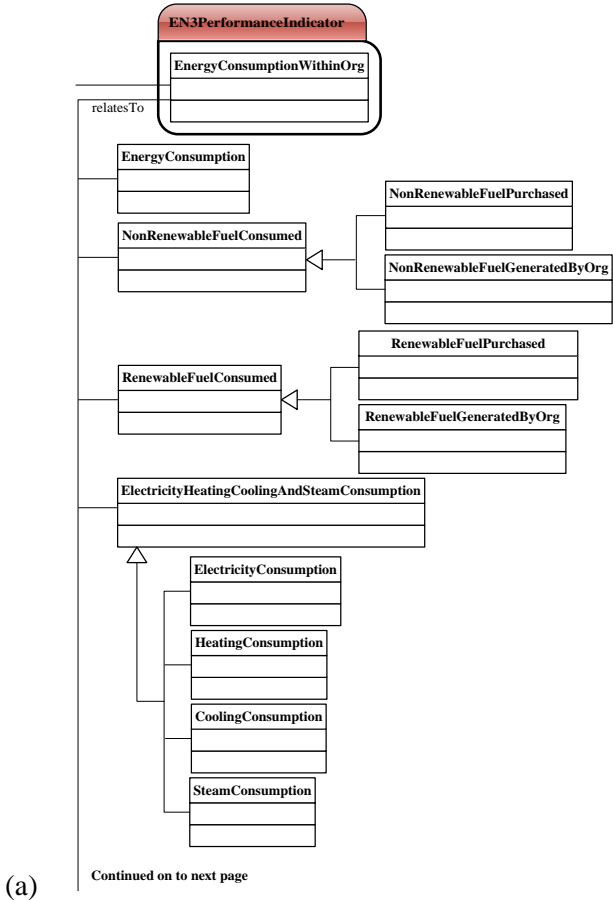 EN3PerformanceIndicator
EnergyConsumptionWithinOrg
relatesTo
EnergyConsumption
NonRenewableFuelConsumed
NonRenewableFuelPurchased
NonRenewableFuelGeneratedByOrg
RenewableFuelConsumed
RenewableFuelPurchased
RenewableFuelGeneratedByOrg
ElectricityHeatingCoolingAndSteamConsumption
ElectricityConsumption
HeatingConsumption
CoolingConsumption
SteamConsumption
(a)
Continued on to next page